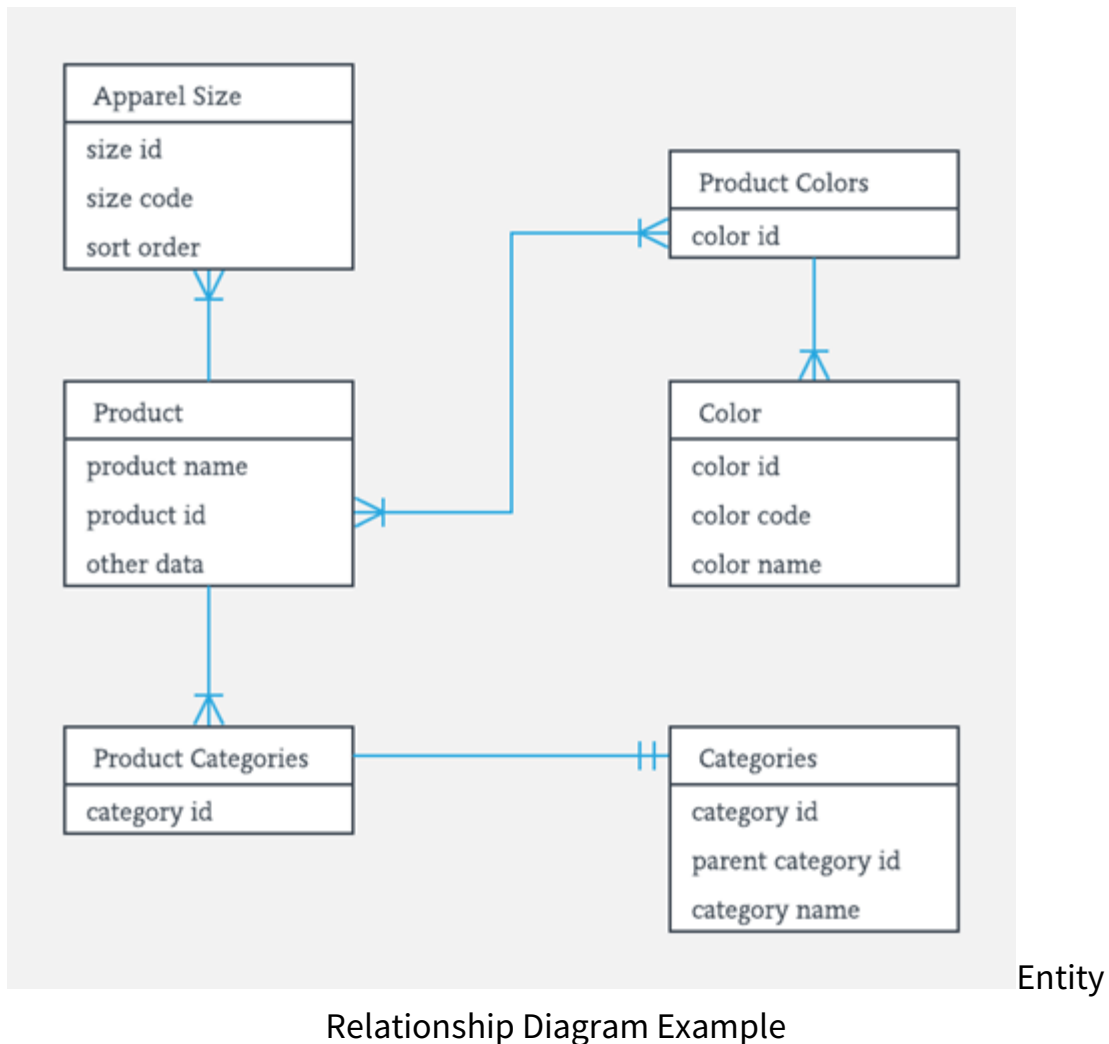 Apparel Size
size id
size code
sort order
Product Colors
color id
Product
product name
product id
other data
Color
color id
color code
color name
Product Categories
category id
Categories
category id
parent category id
category name
Entity
Relationship Diagram Example